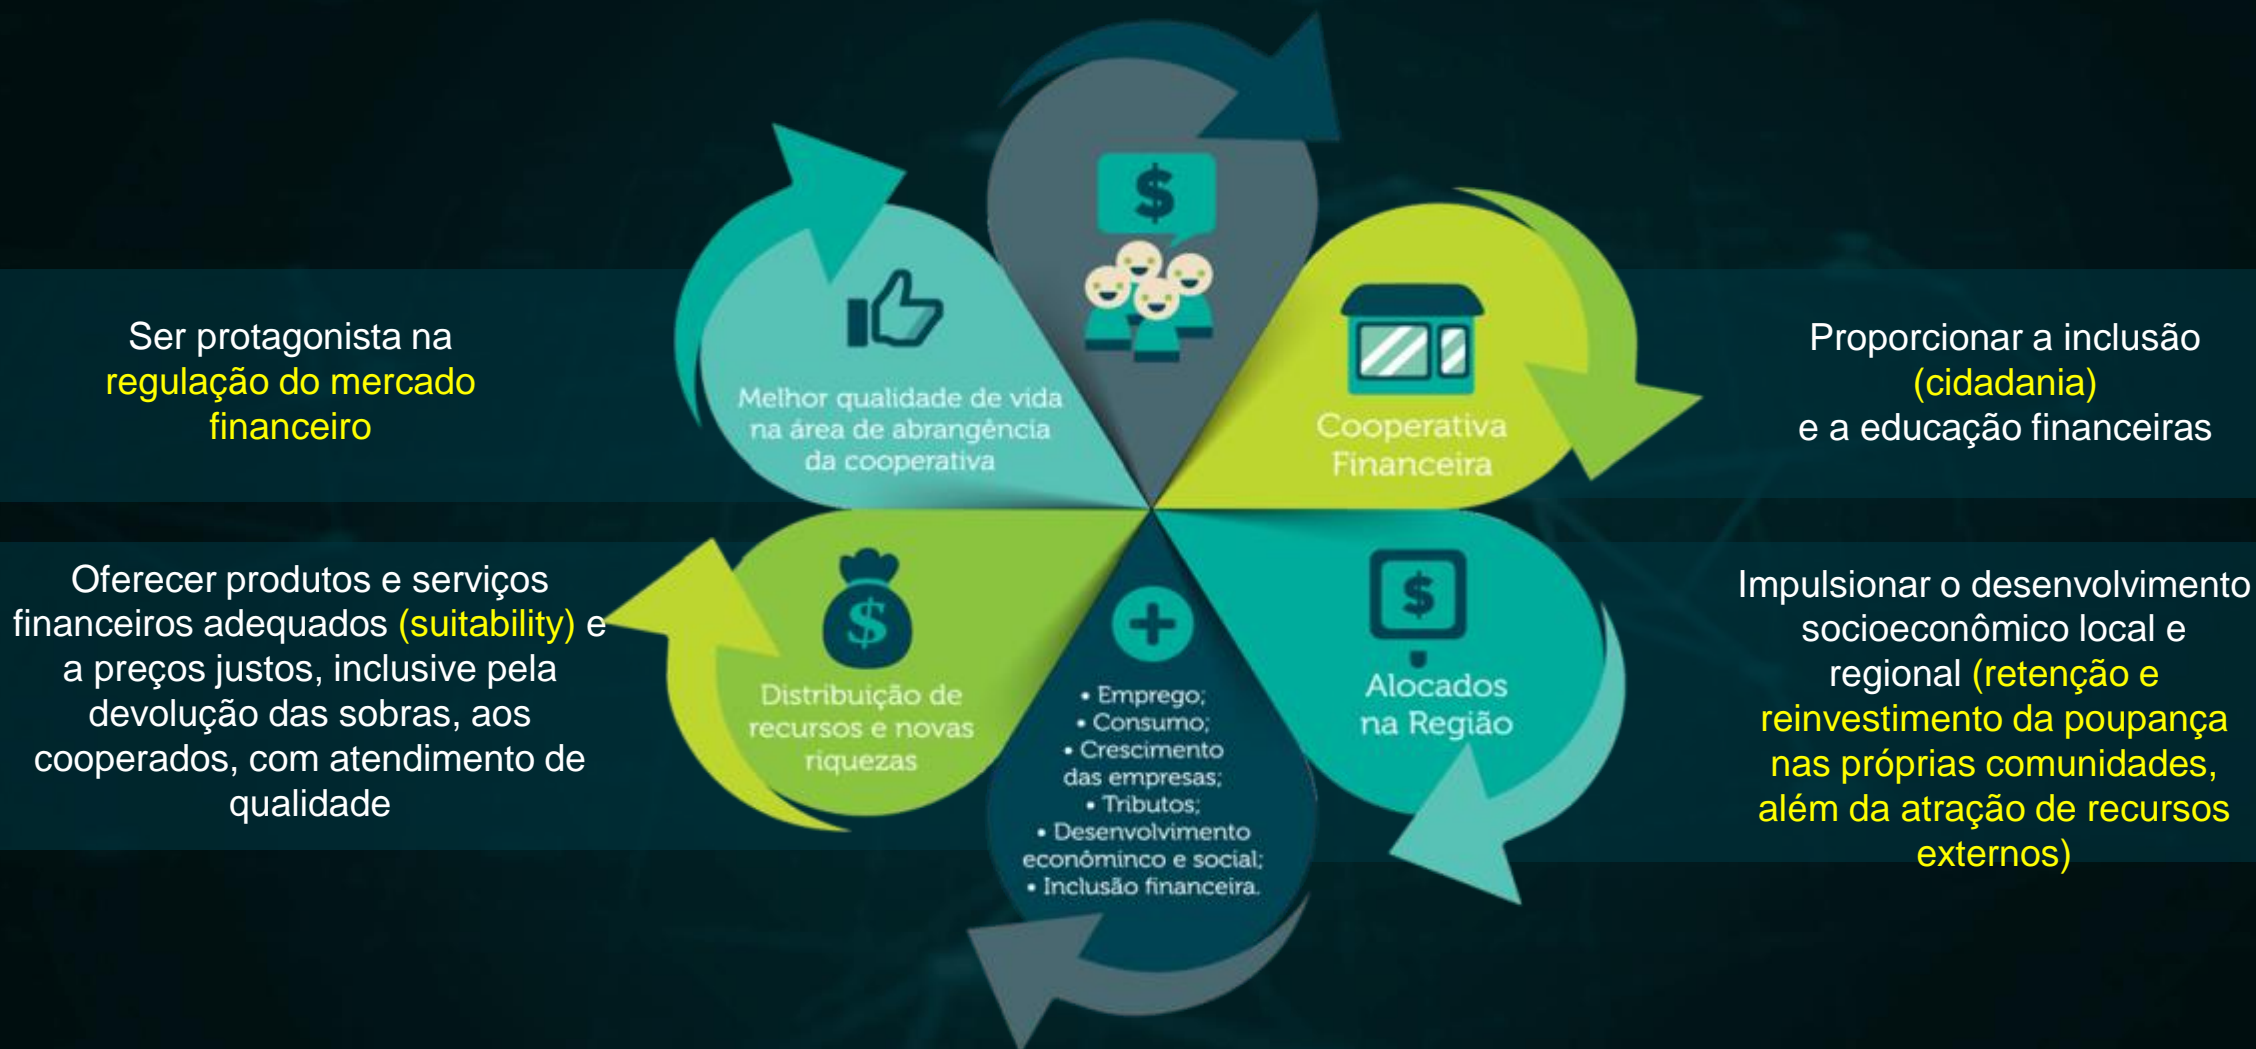 Ser protagonista na
regulação do mercado
financeiro
Oferecer produtos e serviços
financeiros adequados (suitability) e
a preços justos, inclusive pela
devolução das sobras, aos
cooperados, com atendimento de
qualidade
$
Melhor qualidade de vida
na área de abrangência
da cooperativa
Cooperativa
Financeira
$
Distribuição de
recursos e novas
riquezas
• Emprego;
• Consumo;
• Crescimento
das empresas;
• Tributos;
• Desenvolvimento
econôminco e social;
• Inclusão financeira.
$
Alocados
na Região
Proporcionar a inclusão
(cidadania)
e a educação financeiras
Impulsionar o desenvolvimento
socioeconômico local e
regional (retenção e
reinvestimento da poupança
nas próprias comunidades,
além da atração de recursos
externos)